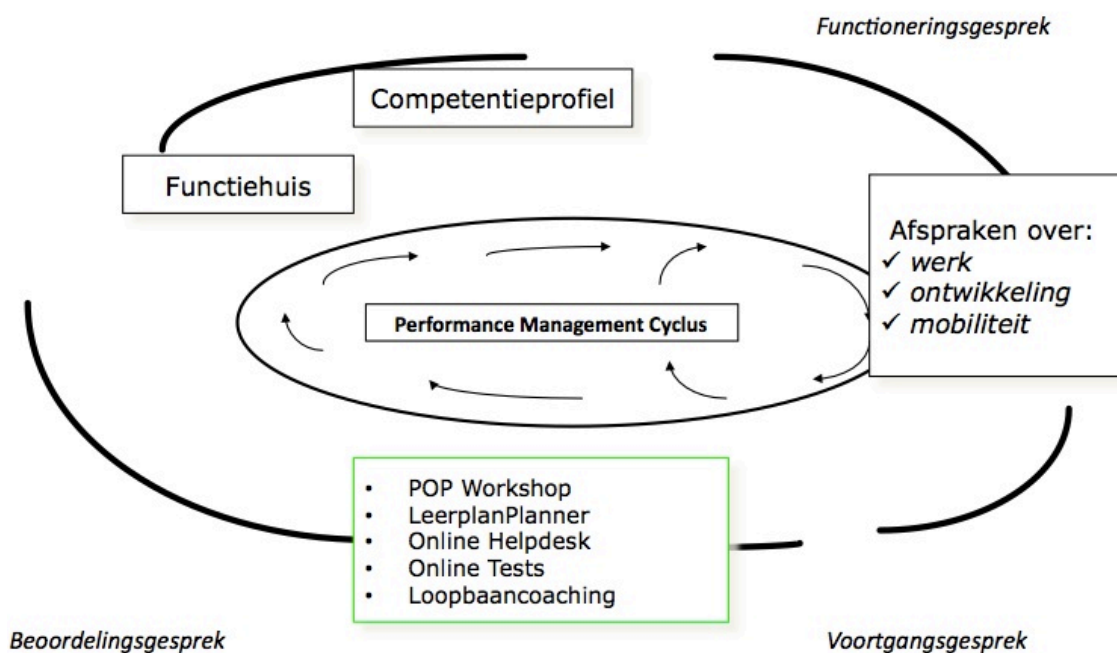 Functioneringsgesprek
Competentieprofiel
Functiehuis
Afspraken over:
✓ werk
✓ ontwikkeling
✓ mobiliteit
Performance Management Cyclus
• POP Workshop
• LeerplanPlanner
• Online Helpdesk
• Online Tests
• Loopbaancoaching
Beoordelingsgesprek
Voortgangsgesprek